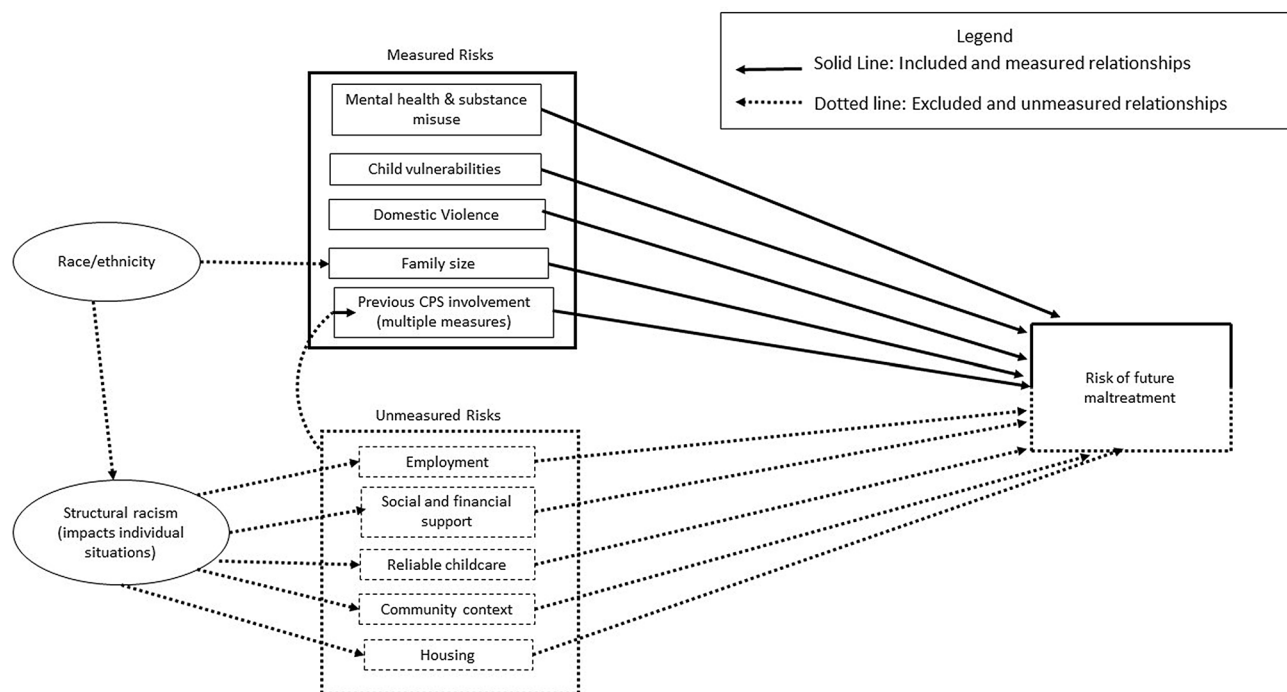 Legend
Solid Line: Included and measured relationships
Dotted line: Excluded and unmeasured relationships
Measured Risks
Mental health & substance
misuse
Child vulnerabilities
Domestic Violence
Family size
Previous CPS involvement
(multiple measures)
Race/ethnicity
Risk of future
maltreatment
Unmeasured Risks
Employment
Social and financial
support
Reliable childcare
Community context
Housing
Structural racism
(impacts individual
situations)